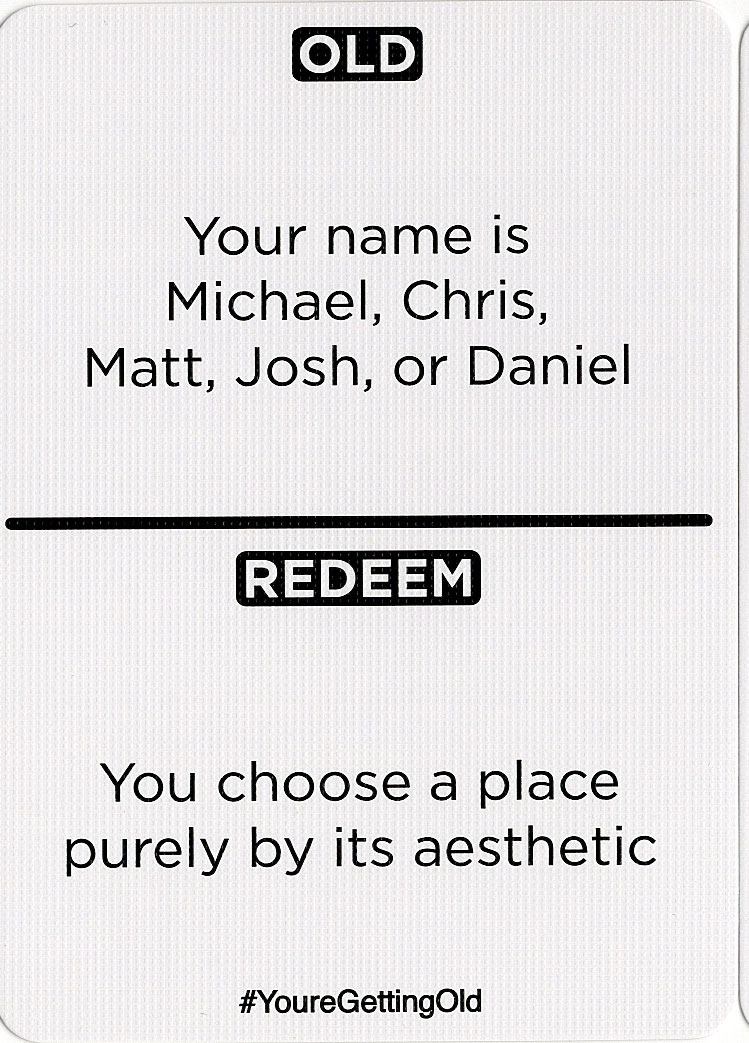 OLD
Your name is
Michael, Chris,
Matt, Josh, or Daniel
REDEEM
You choose a place
purely by its aesthetic
#YoureGettingOld